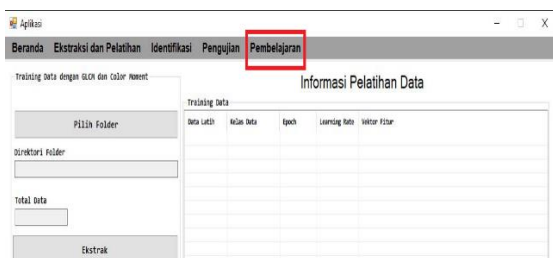 Aplikasi
Beranda Ekstraksi dan Pelatihan Identifikasi Pengujian Pembelajaran
Training Data dengan GLCM dan Color Moment
Informasi Pelatihan Data
Training Data
Pilih Folder
Data Latih Kelas Data Epoch Learning Rate Vektor Fitur
Direktori Folder
Total Data
Ekstrak